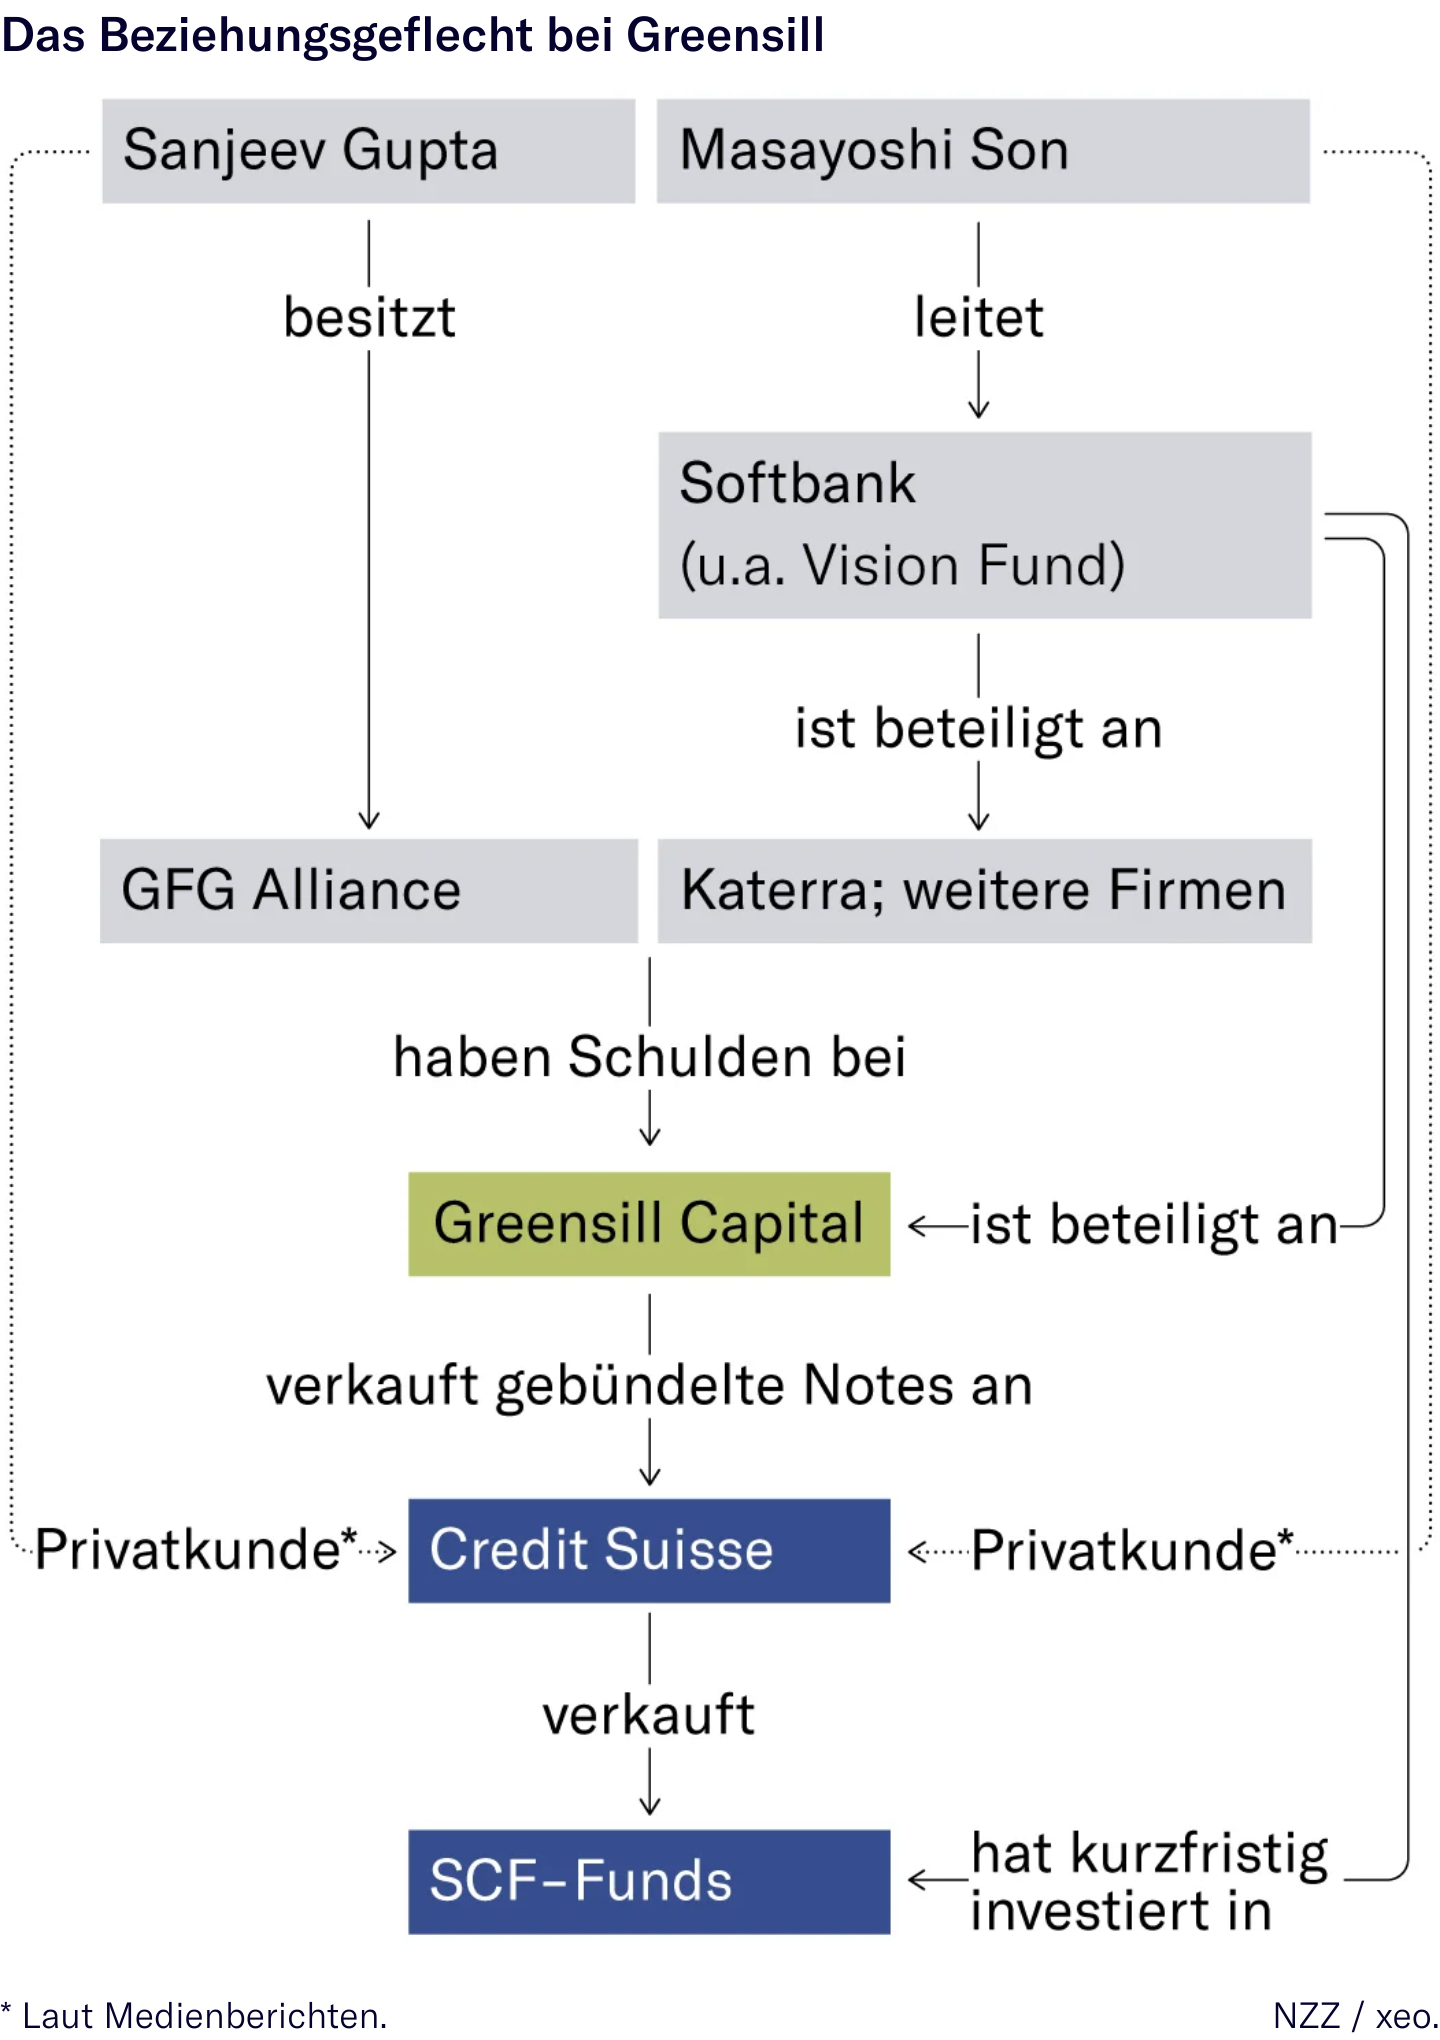 Das Beziehungsgeflecht bei Greensill
Sanjeev Gupta
Masayoshi Son
besitzt
leitet
Softbank
(u.a. Vision Fund)
ist beteiligt an
GFG Alliance
Katerra; weitere Firmen
haben Schulden bei
Greensill Capital
ist beteiligt an
verkauft gebündelte Notes an
Privatkunde*
Credit Suisse
Privatkunde*
verkauft
SCF-Funds
hat kurzfristig
investiert in
* Laut Medienberichten.
NZZ / xeo.